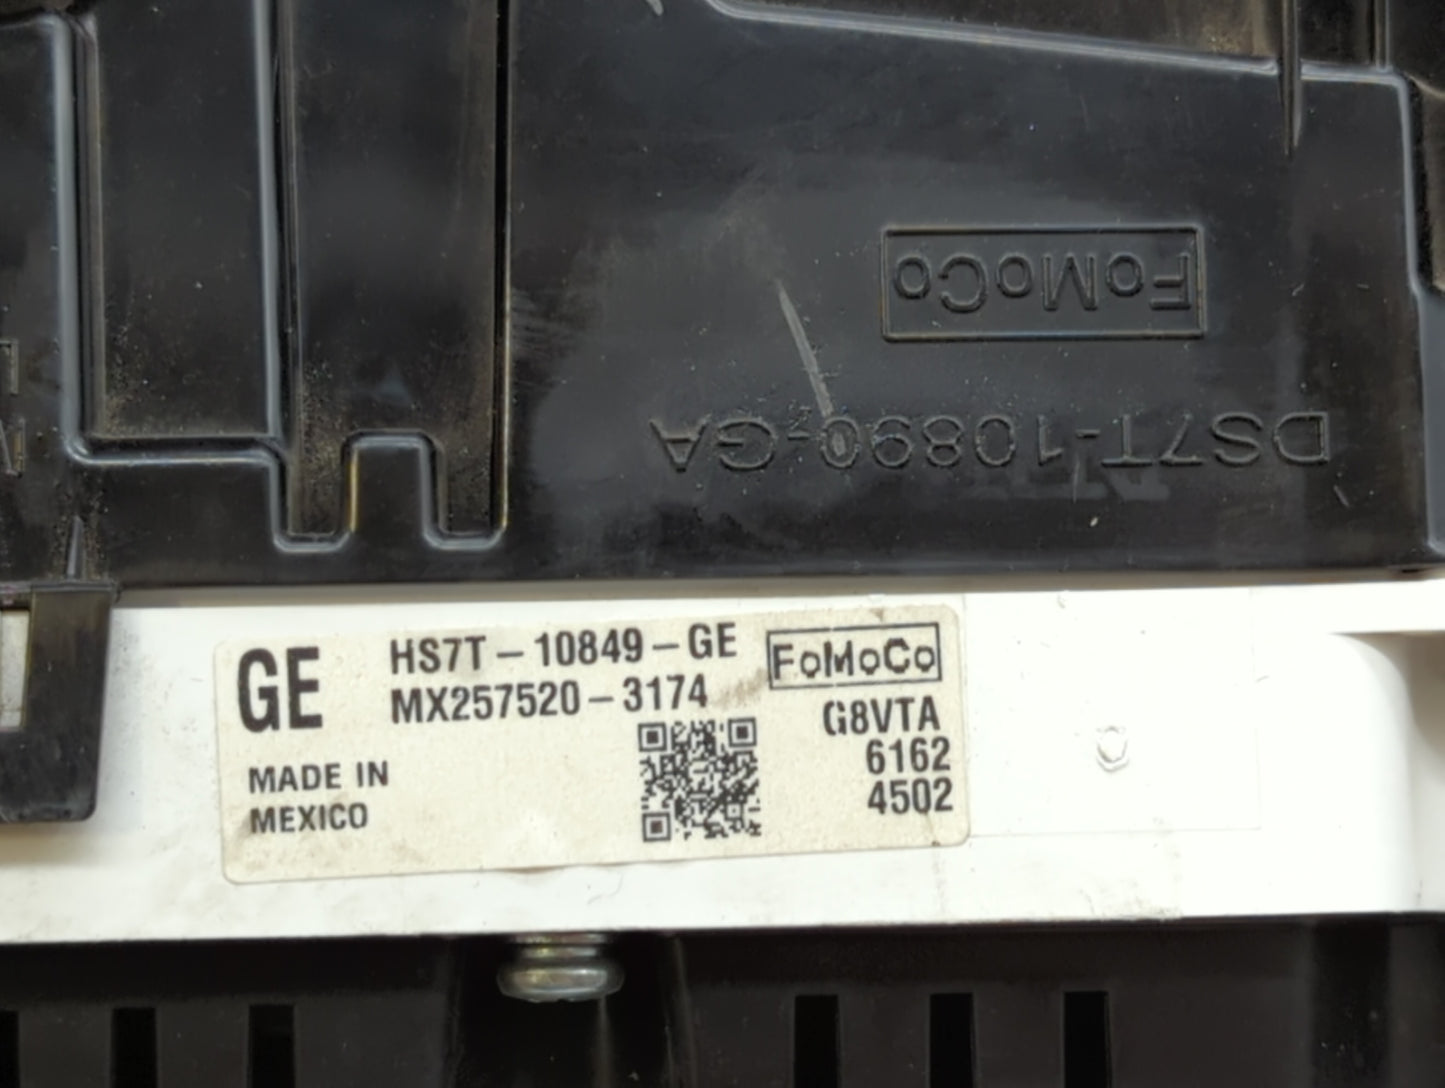 FoMoCo
DS7T-10890-GA
GE
HS7T-10849-GE
MX257520-3174
FoMoCo
G8VTA
6162
4502
MADE IN
MEXICO